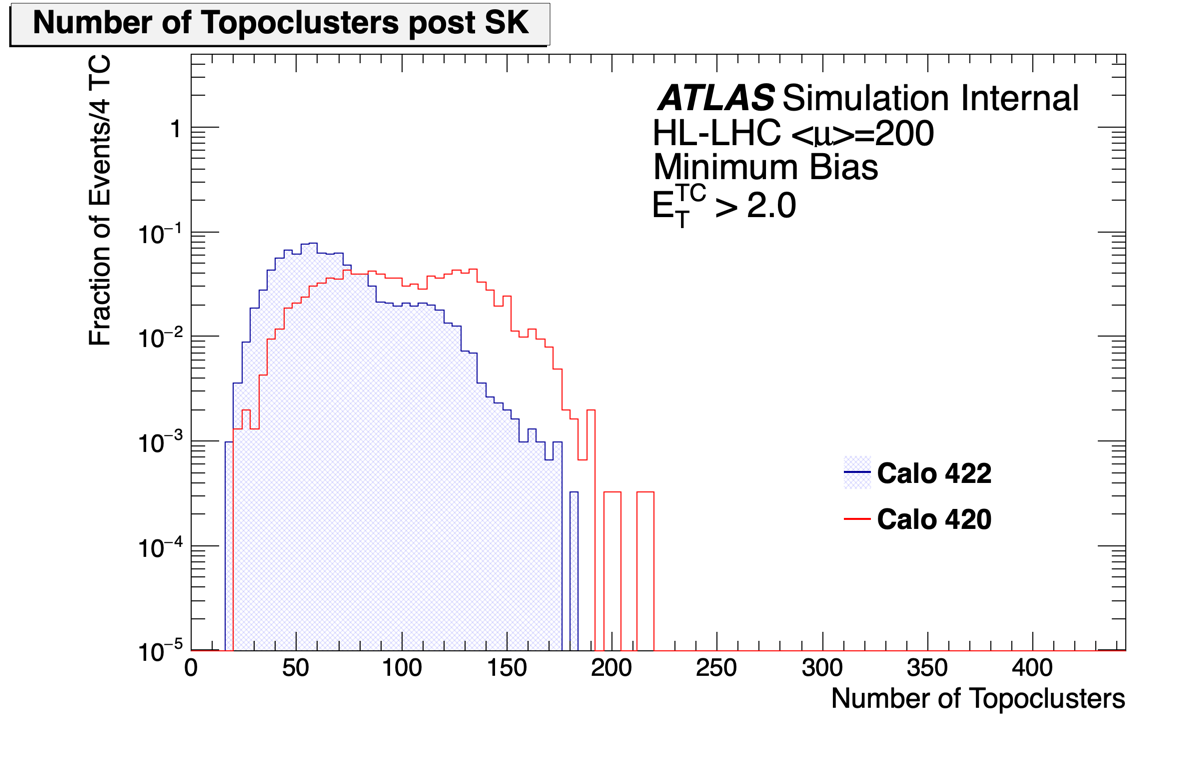 Number of Topoclusters post SK
Fraction of Events/4 TC
ATLAS Simulation Internal
HL-LHC <μ>=200
Minimum Bias
E_T^TC > 2.0
1
10−1
10−2
10−3
10−4
10−5
Calo 422
Calo 420
0 50 100 150 200 250 300 350 400
Number of Topoclusters